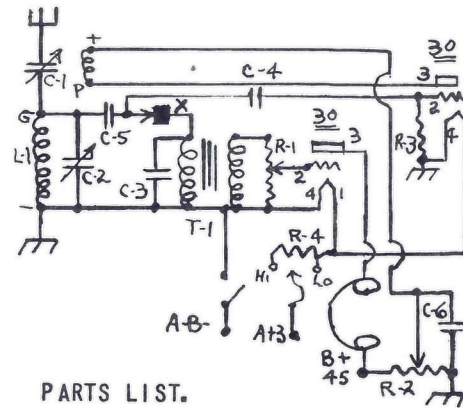 +
C-1
P
C-4
30
3
2
G
C-5
X
30
3
R-3
4
L-1
C-2
C-3
R-1
2
4
1
T-1
R-4
Hi
Lo
A-B-
A+3
C-6
B+
45
R-2
PARTS LIST.